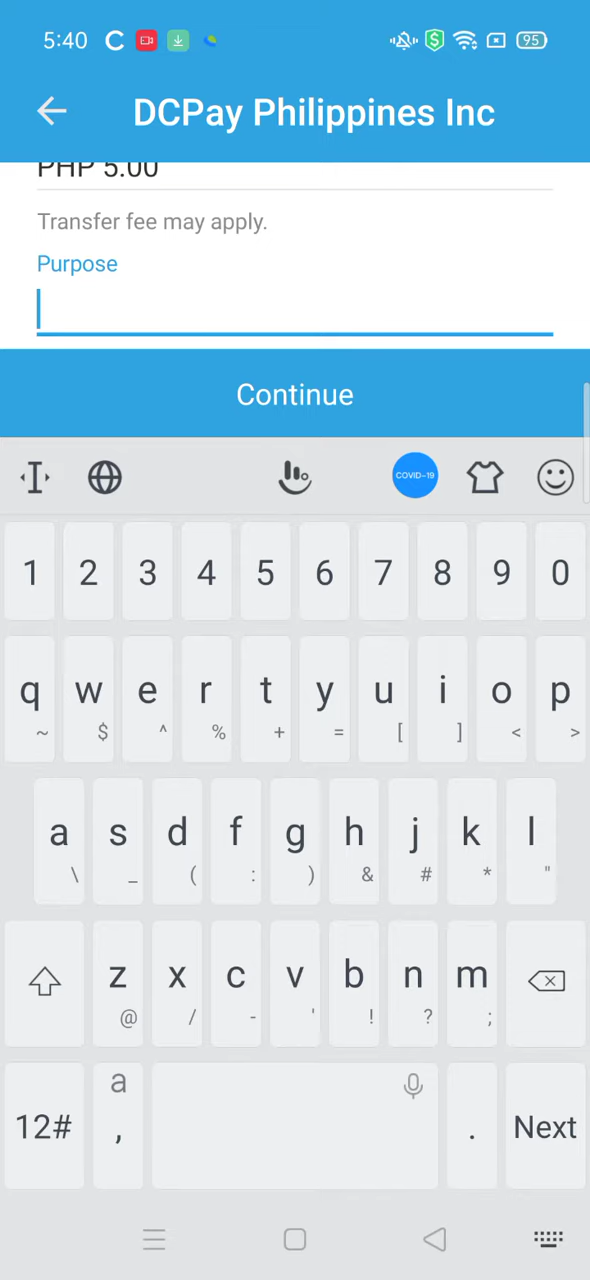 5:40
95
DCPay Philippines Inc
PHP 5.00
Transfer fee may apply.
Purpose
Continue
COVID-19
1 2 3 4 5 6 7 8 9 0
q w e r t y u i o p
~ $ ^ % + = [ ] < >
a s d f g h j k l
\ _ ( : ) & # * "
z x c v b n m
@ / - ' ! ? ;
12# a , . Next